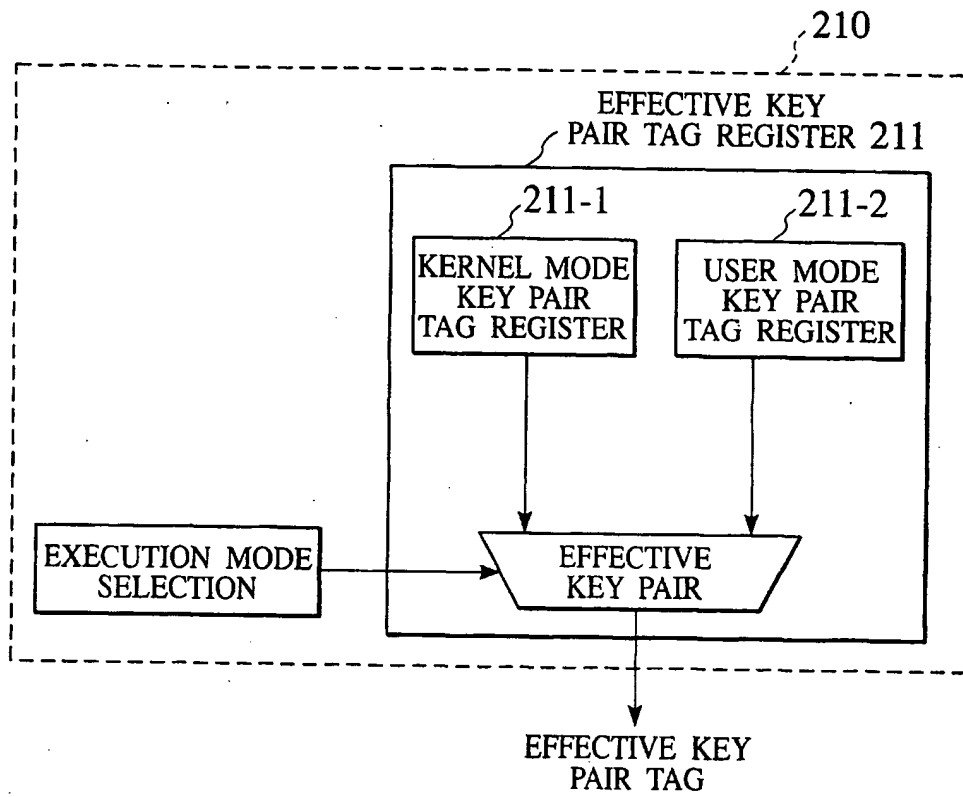 210
EFFECTIVE KEY
PAIR TAG REGISTER 211
211-1
211-2
KERNEL MODE
KEY PAIR
TAG REGISTER
USER MODE
KEY PAIR
TAG REGISTER
EXECUTION MODE
SELECTION
EFFECTIVE
KEY PAIR
EFFECTIVE KEY
PAIR TAG